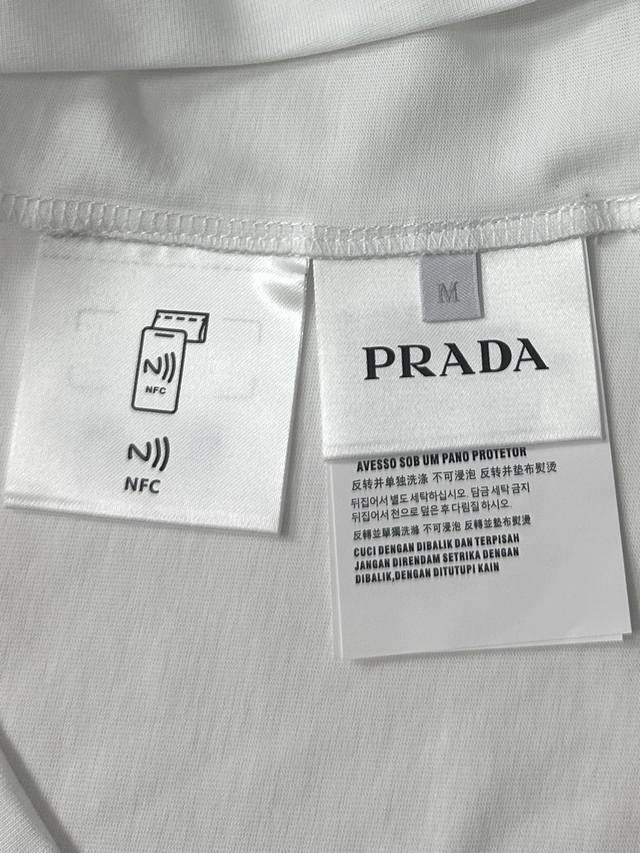 NFC
NFC
M
PRADA
AVESSO SOB UM PANO PROTETOR
反转并单独洗涤 不可浸泡 反转并垫布熨烫
뒤집어서 별도 세탁하십시오. 담금 세탁 금지
뒤집어서 천으로 덮은 후 다림질 하십시오.
反轉並單獨洗滌 不可浸泡 反轉並墊布熨燙
CUCI DENGAN DIBALIK DAN TERPISAH
JANGAN DIRENDAM SETRIKA DENGAN
DIBALIK,DENGAN DITUTUPI KAIN